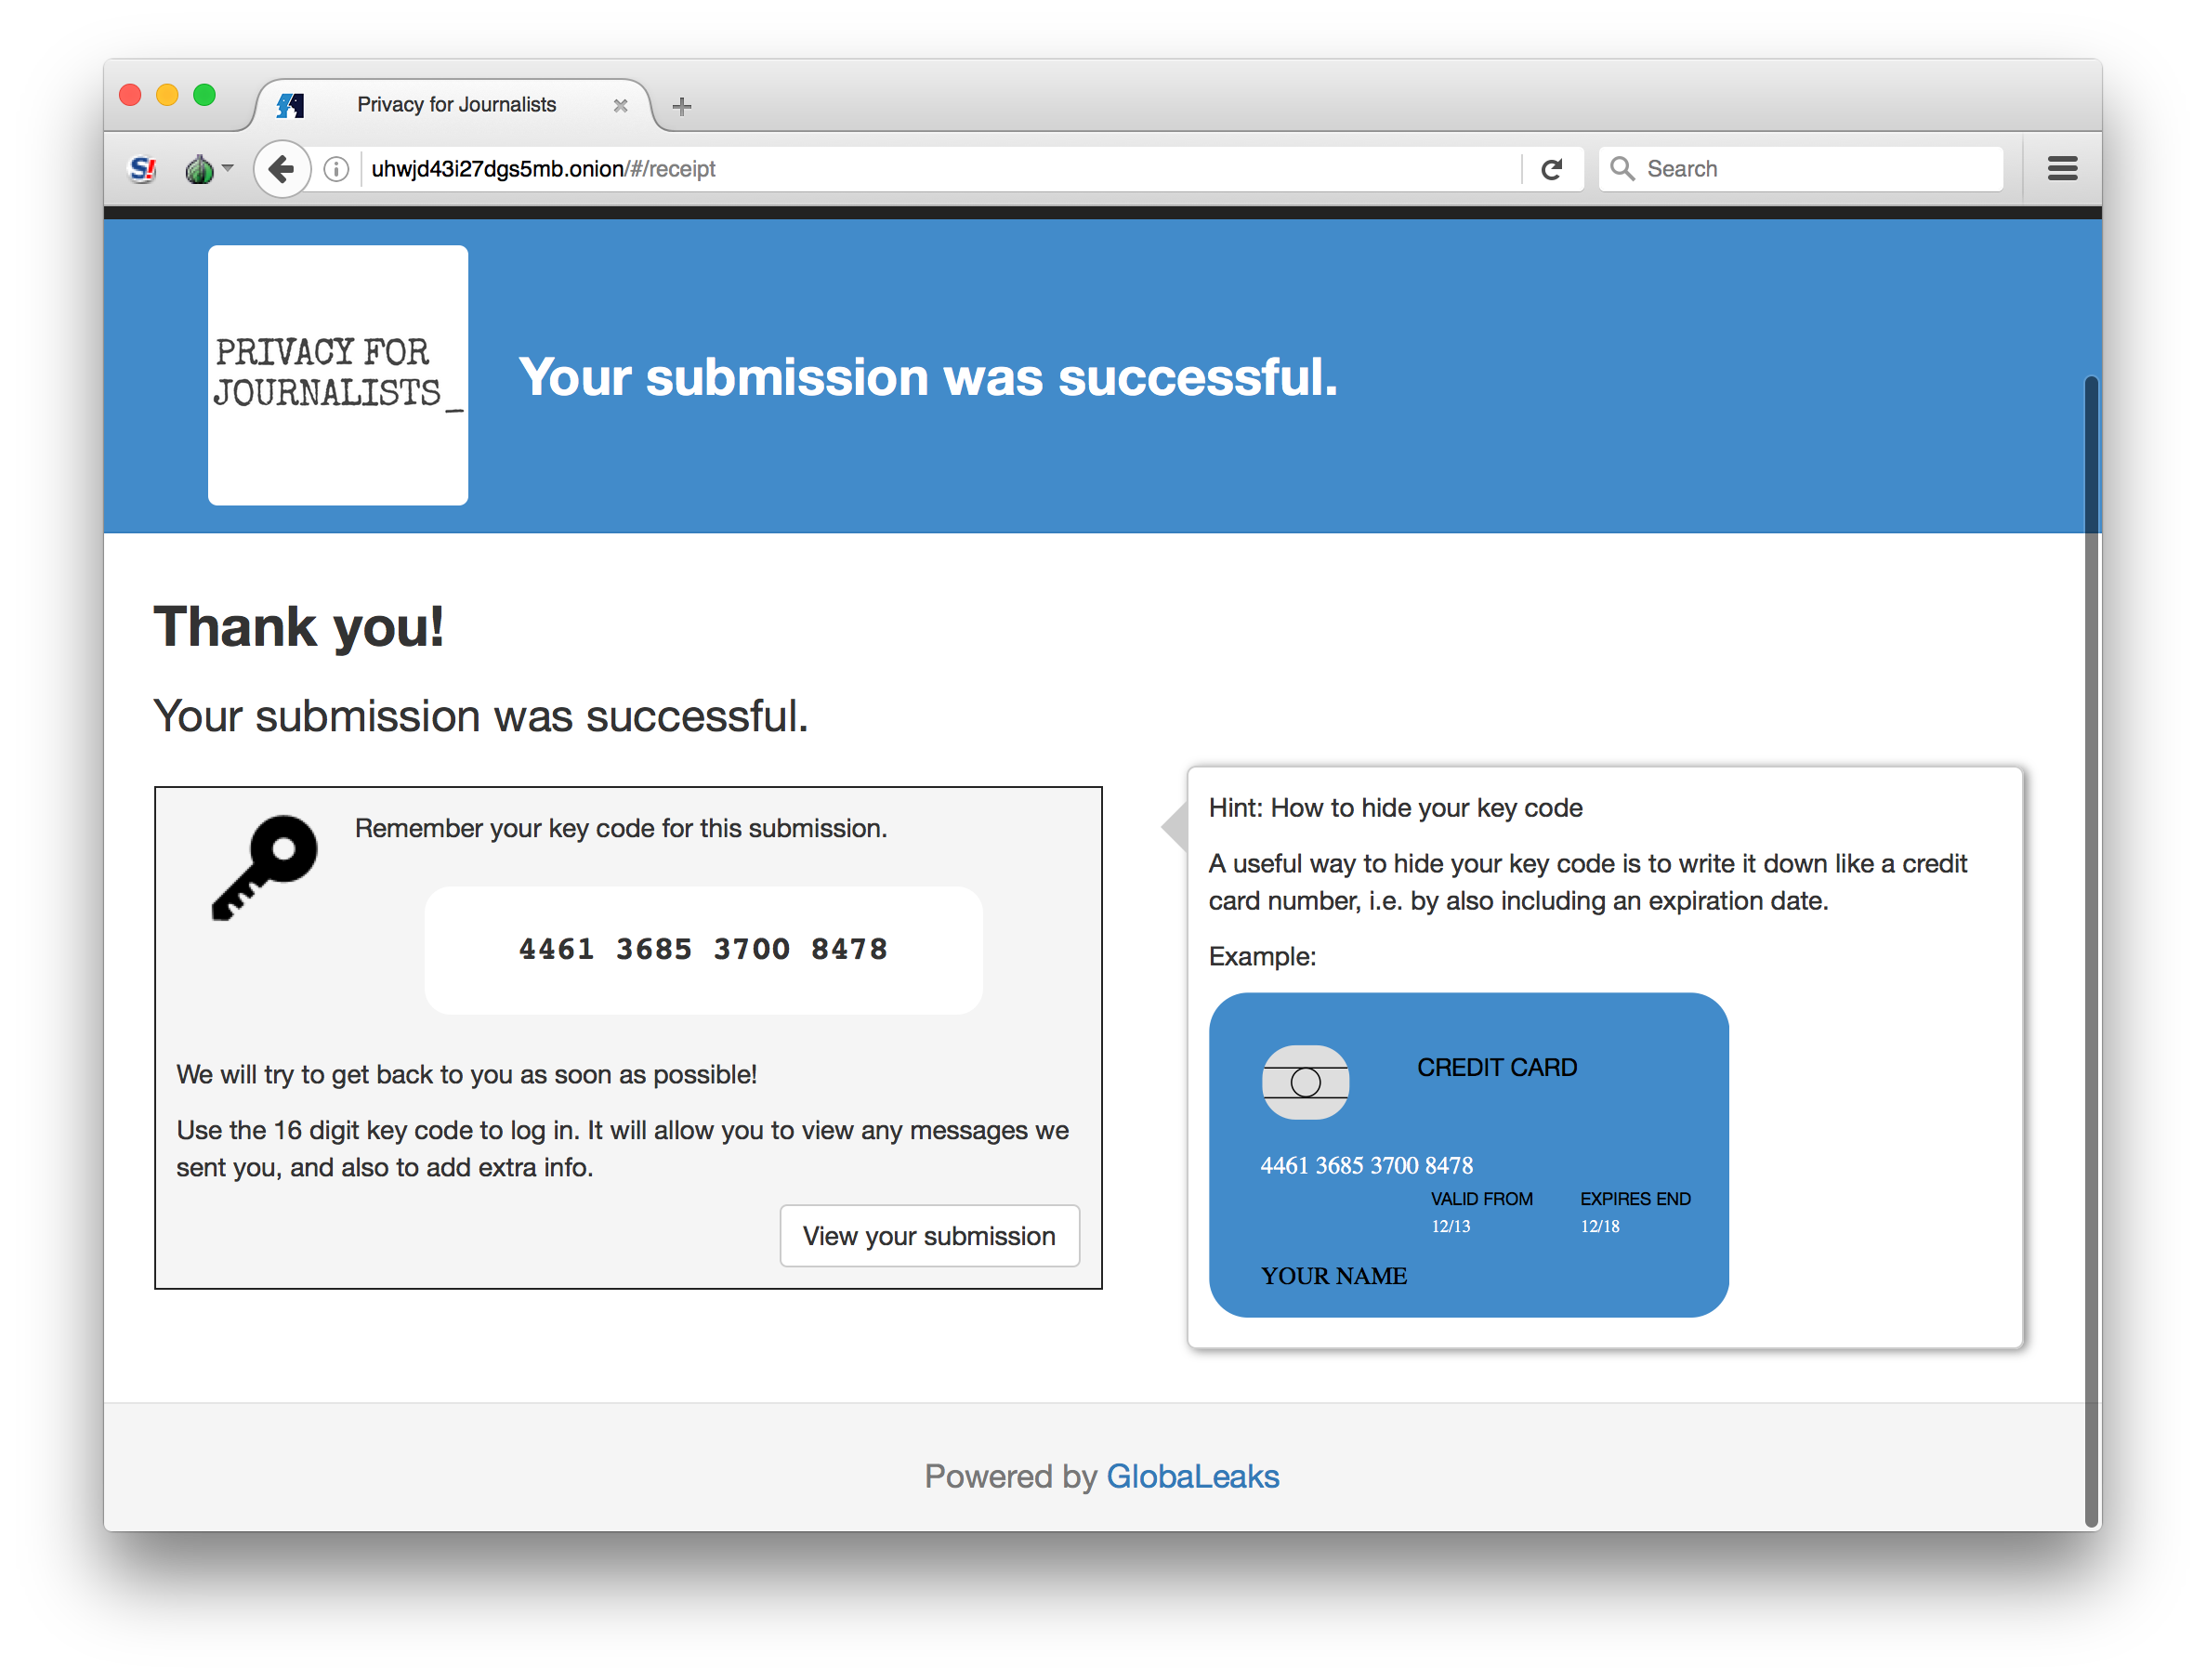 Privacy for Journalists
uhwjd43i27dgs5mb.onion/#/receipt
Search
PRIVACY FOR
JOURNALISTS_
Your submission was successful.
Thank you!
Your submission was successful.
Remember your key code for this submission.
4461 3685 3700 8478
We will try to get back to you as soon as possible!
Use the 16 digit key code to log in. It will allow you to view any messages we
sent you, and also to add extra info.
View your submission
Hint: How to hide your key code
A useful way to hide your key code is to write it down like a credit
card number, i.e. by also including an expiration date.
Example:
CREDIT CARD
4461 3685 3700 8478
VALID FROM EXPIRES END
12/13 12/18
YOUR NAME
Powered by GlobaLeaks